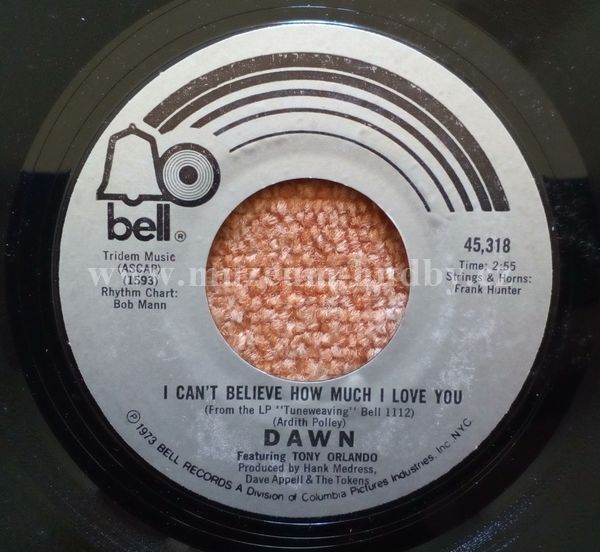 bell®
Tridem Music
(ASCAP)
(1593)
Rhythm Chart:
Bob Mann
45,318
Time: 2:55
Strings & Horns:
Frank Hunter
I CAN'T BELIEVE HOW MUCH I LOVE YOU
(From the LP "Tuneweaving" Bell 1112)
(Ardith Polley)
DAWN
Featuring TONY ORLANDO
Produced by Hank Medress,
Dave Appell & The Tokens
℗ 1973 BELL RECORDS A Division of Columbia Pictures Industries, Inc. NYC